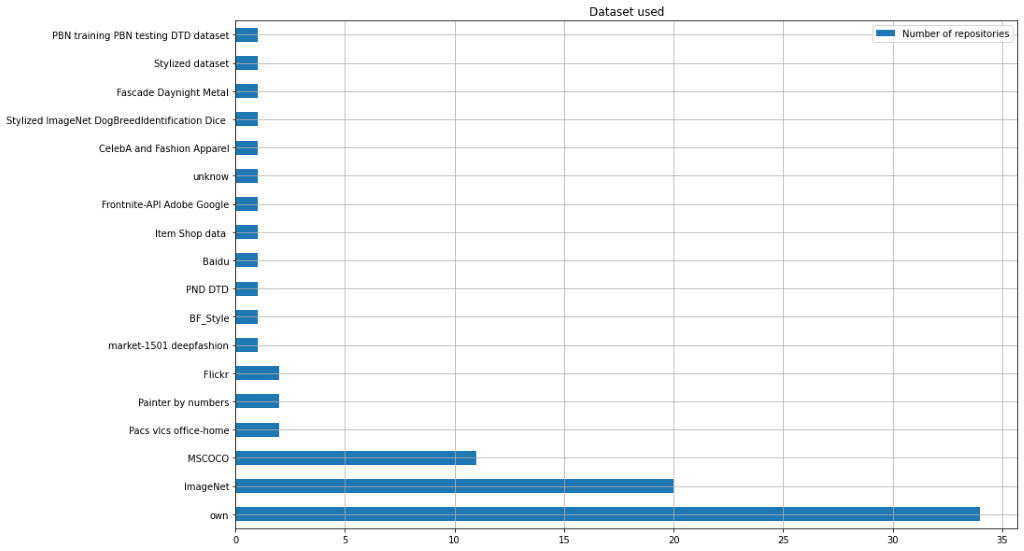 Dataset used
Number of repositories
PBN training PBN testing DTD dataset
Stylized dataset
Fascade Daynight Metal
Stylized ImageNet DogBreedIdentification Dice
CelebA and Fashion Apparel
unknow
Frontnite-API Adobe Google
Item Shop data
Baidu
PND DTD
BF_Style
market-1501 deepfashion
Flickr
Painter by numbers
Pacs vlcs office-home
MSCOCO
ImageNet
own
0 5 10 15 20 25 30 35